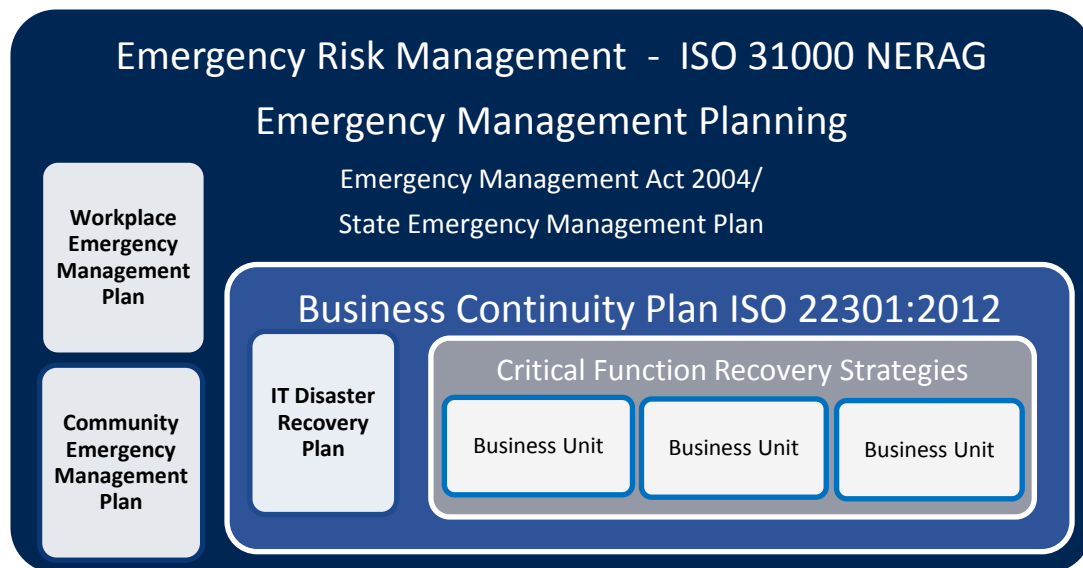 Emergency Risk Management - ISO 31000 NERAG
Emergency Management Planning
Emergency Management Act 2004/
State Emergency Management Plan
Workplace
Emergency
Management
Plan
Community
Emergency
Management
Plan
Business Continuity Plan ISO 22301:2012
IT Disaster
Recovery
Plan
Critical Function Recovery Strategies
Business Unit
Business Unit
Business Unit